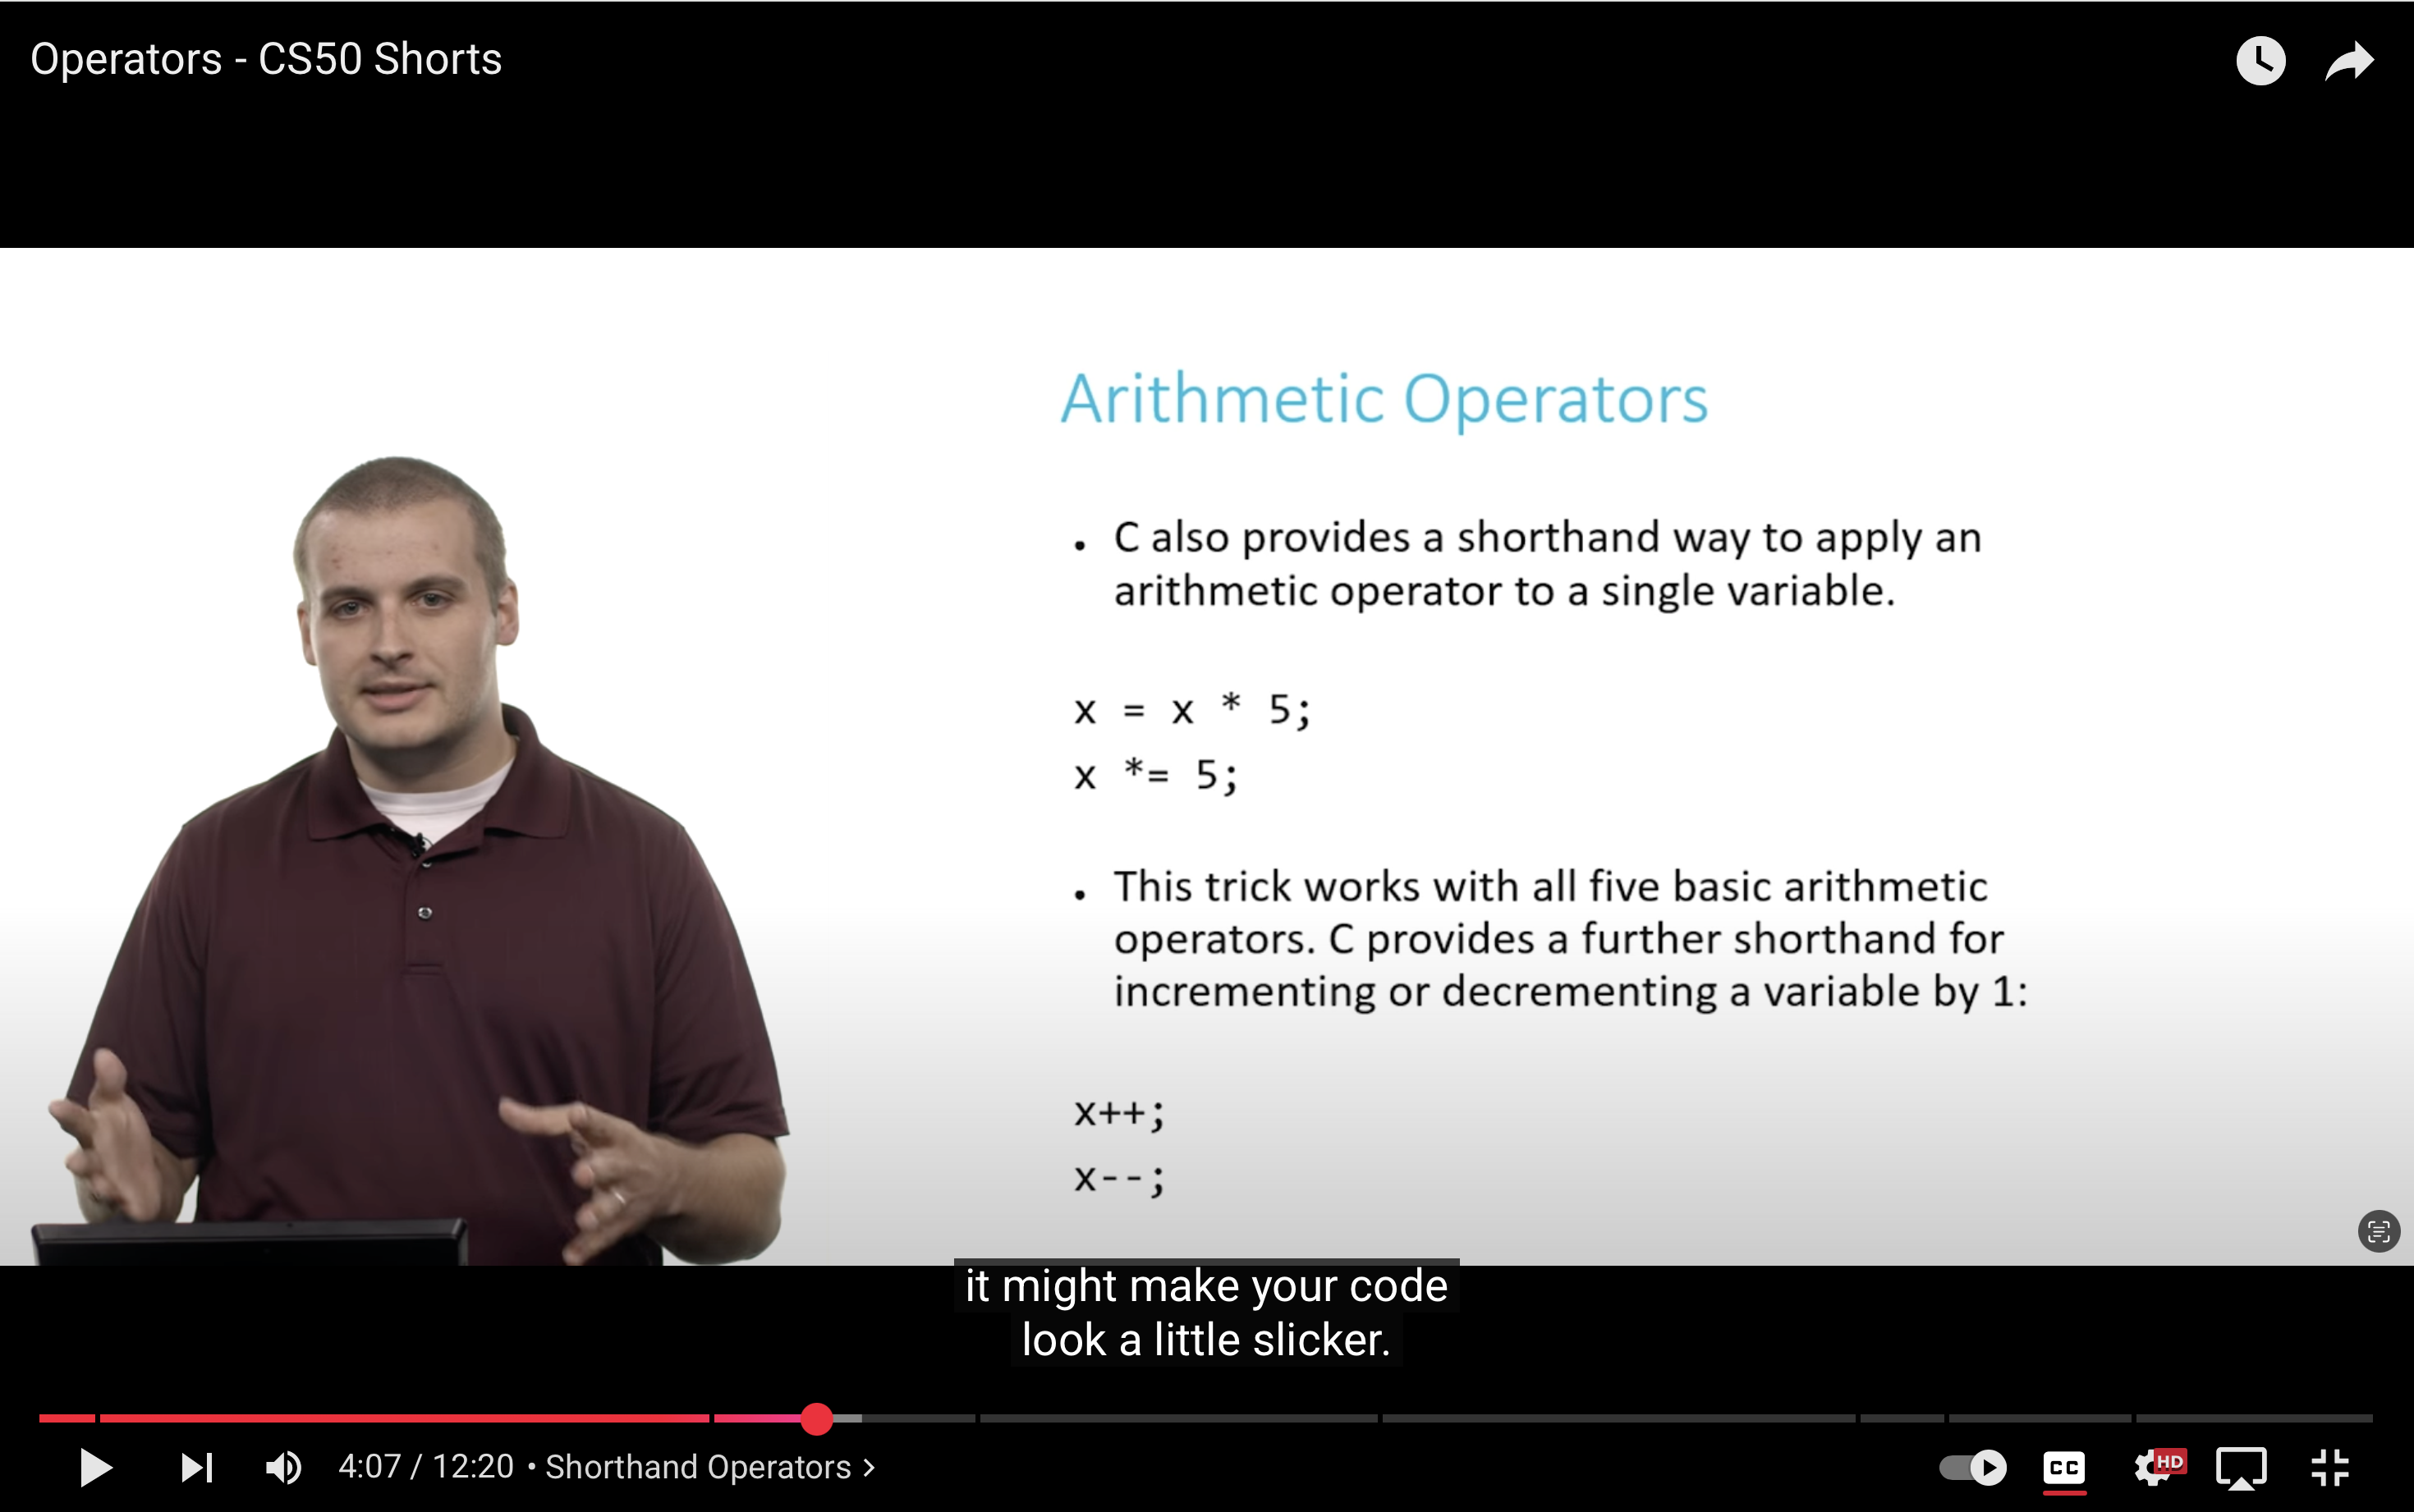 Operators - CS50 Shorts
Arithmetic Operators
• C also provides a shorthand way to apply an
arithmetic operator to a single variable.
x = x * 5;
x *= 5;
• This trick works with all five basic arithmetic
operators. C provides a further shorthand for
incrementing or decrementing a variable by 1:
x++;
x--;
it might make your code
look a little slicker.
4:07 / 12:20 • Shorthand Operators >
CC
HD